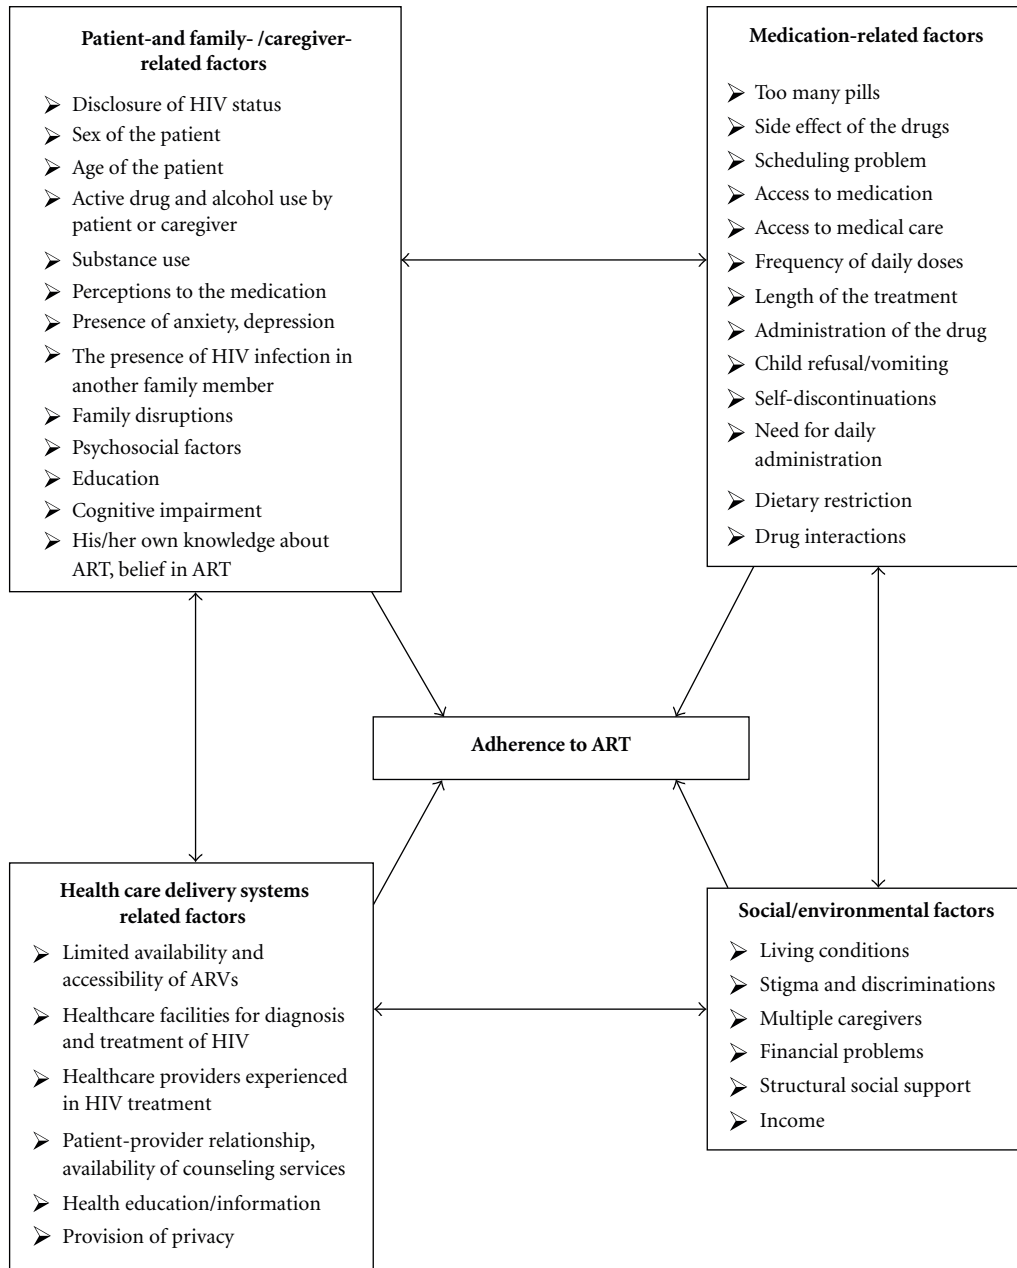 Patient-and family- /caregiver-
related factors
➢ Disclosure of HIV status
➢ Sex of the patient
➢ Age of the patient
➢ Active drug and alcohol use by
patient or caregiver
➢ Substance use
➢ Perceptions to the medication
➢ Presence of anxiety, depression
➢ The presence of HIV infection in
another family member
➢ Family disruptions
➢ Psychosocial factors
➢ Education
➢ Cognitive impairment
➢ His/her own knowledge about
ART, belief in ART
Medication-related factors
➢ Too many pills
➢ Side effect of the drugs
➢ Scheduling problem
➢ Access to medication
➢ Access to medical care
➢ Frequency of daily doses
➢ Length of the treatment
➢ Administration of the drug
➢ Child refusal/vomiting
➢ Self-discontinuations
➢ Need for daily
administration
➢ Dietary restriction
➢ Drug interactions
Adherence to ART
Health care delivery systems
related factors
➢ Limited availability and
accessibility of ARVs
➢ Healthcare facilities for diagnosis
and treatment of HIV
➢ Healthcare providers experienced
in HIV treatment
➢ Patient-provider relationship,
availability of counseling services
➢ Health education/information
➢ Provision of privacy
Social/environmental factors
➢ Living conditions
➢ Stigma and discriminations
➢ Multiple caregivers
➢ Financial problems
➢ Structural social support
➢ Income